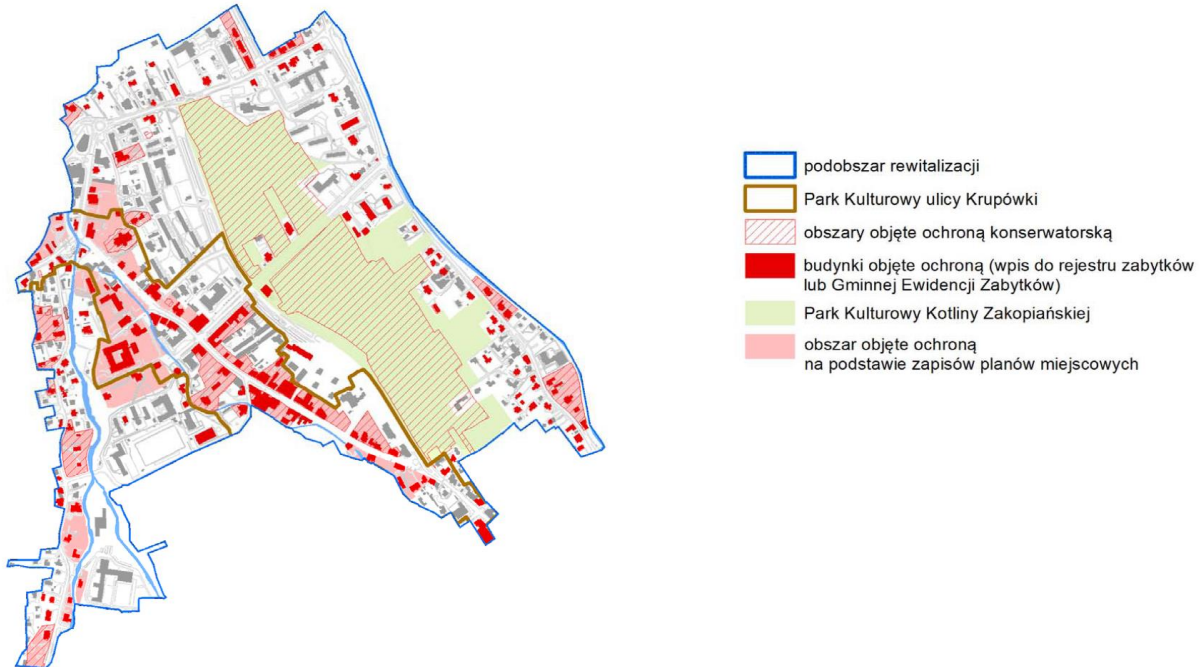 podobszar rewitalizacji
Park Kulturowy ulicy Krupówki
obszary objęte ochroną konserwatorską
budynki objęte ochroną (wpis do rejestru zabytków
lub Gminnej Ewidencji Zabytków)
Park Kulturowy Kotliny Zakopiańskiej
obszar objęte ochroną
na podstawie zapisów planów miejscowych